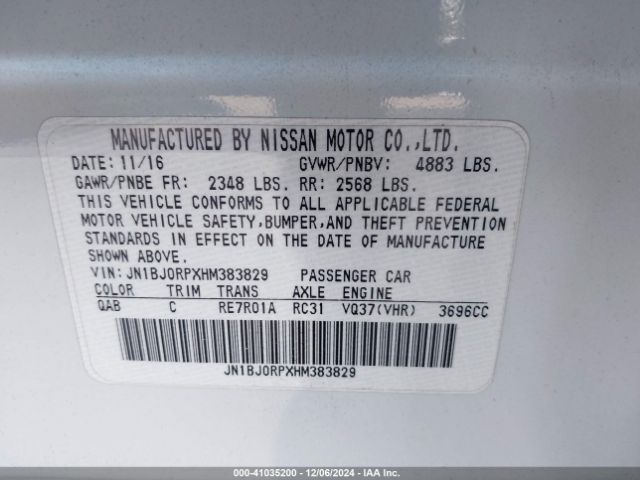 MANUFACTURED BY NISSAN MOTOR CO.,LTD.
DATE: 11/16 GVWR/PNBV: 4883 LBS.
GAWR/PNBE FR: 2348 LBS. RR: 2568 LBS.
THIS VEHICLE CONFORMS TO ALL APPLICABLE FEDERAL
MOTOR VEHICLE SAFETY,BUMPER,AND THEFT PREVENTION
STANDARDS IN EFFECT ON THE DATE OF MANUFACTURE
SHOWN ABOVE.
VIN: JN1BJ0RPXHM383829 PASSENGER CAR
COLOR TRIM TRANS AXLE ENGINE
QAB C RE7R01A RC31 VQ37(VHR) 3696CC
JN1BJ0RPXHM383829
000-41035200 - 12/06/2024 - IAAI.COM